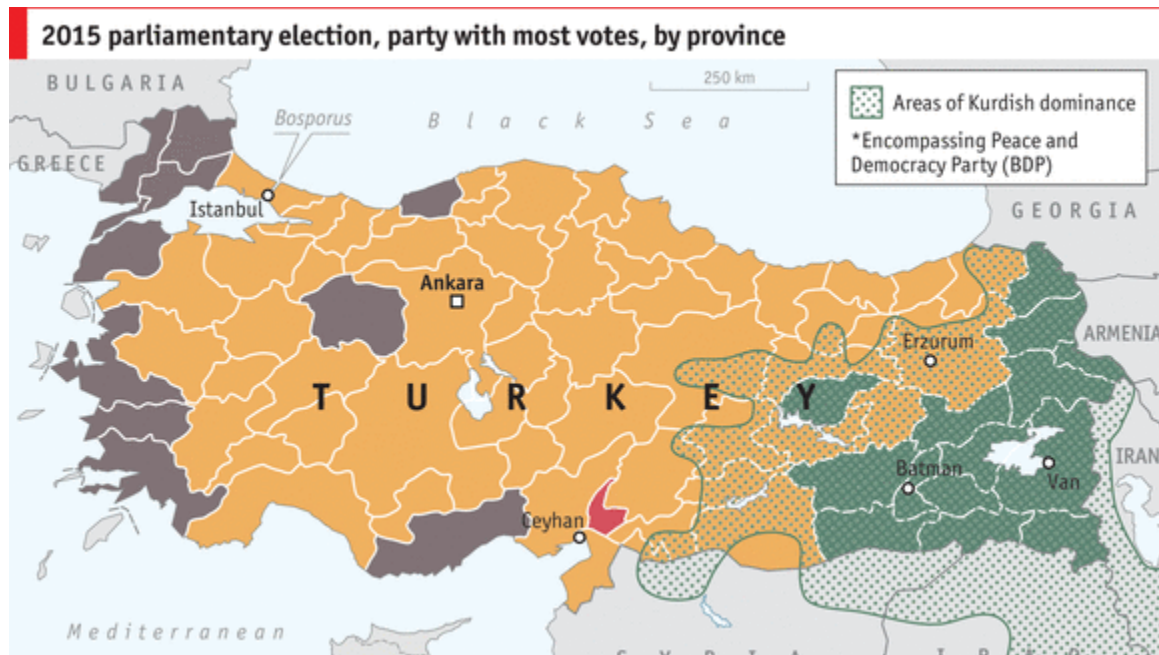 2015 parliamentary election, party with most votes, by province
BULGARIA
250 km
Areas of Kurdish dominance
*Encompassing Peace and
Democracy Party (BDP)
Bosporus
Black Sea
GREECE
Istanbul
GEORGIA
Ankara
ARMENIA
Erzurum
TURKEY
IRAN
Batman
Van
Ceyhan
Mediterranean
SYRIA